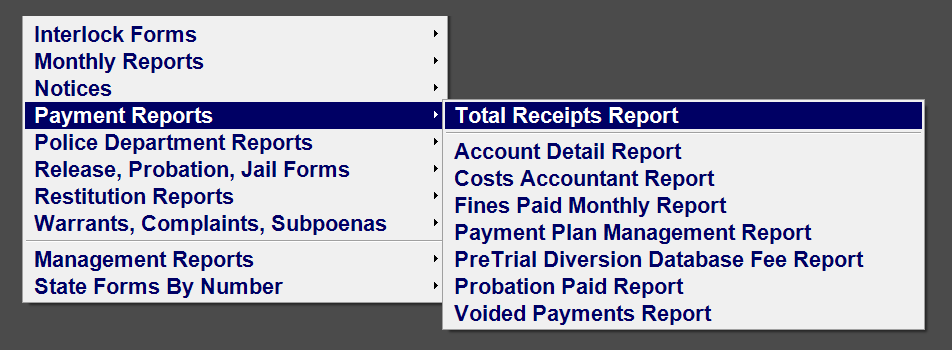 Interlock Forms
Monthly Reports
Notices
Payment Reports
Police Department Reports
Release, Probation, Jail Forms
Restitution Reports
Warrants, Complaints, Subpoenas
Management Reports
State Forms By Number
Total Receipts Report
Account Detail Report
Costs Accountant Report
Fines Paid Monthly Report
Payment Plan Management Report
PreTrial Diversion Database Fee Report
Probation Paid Report
Voided Payments Report